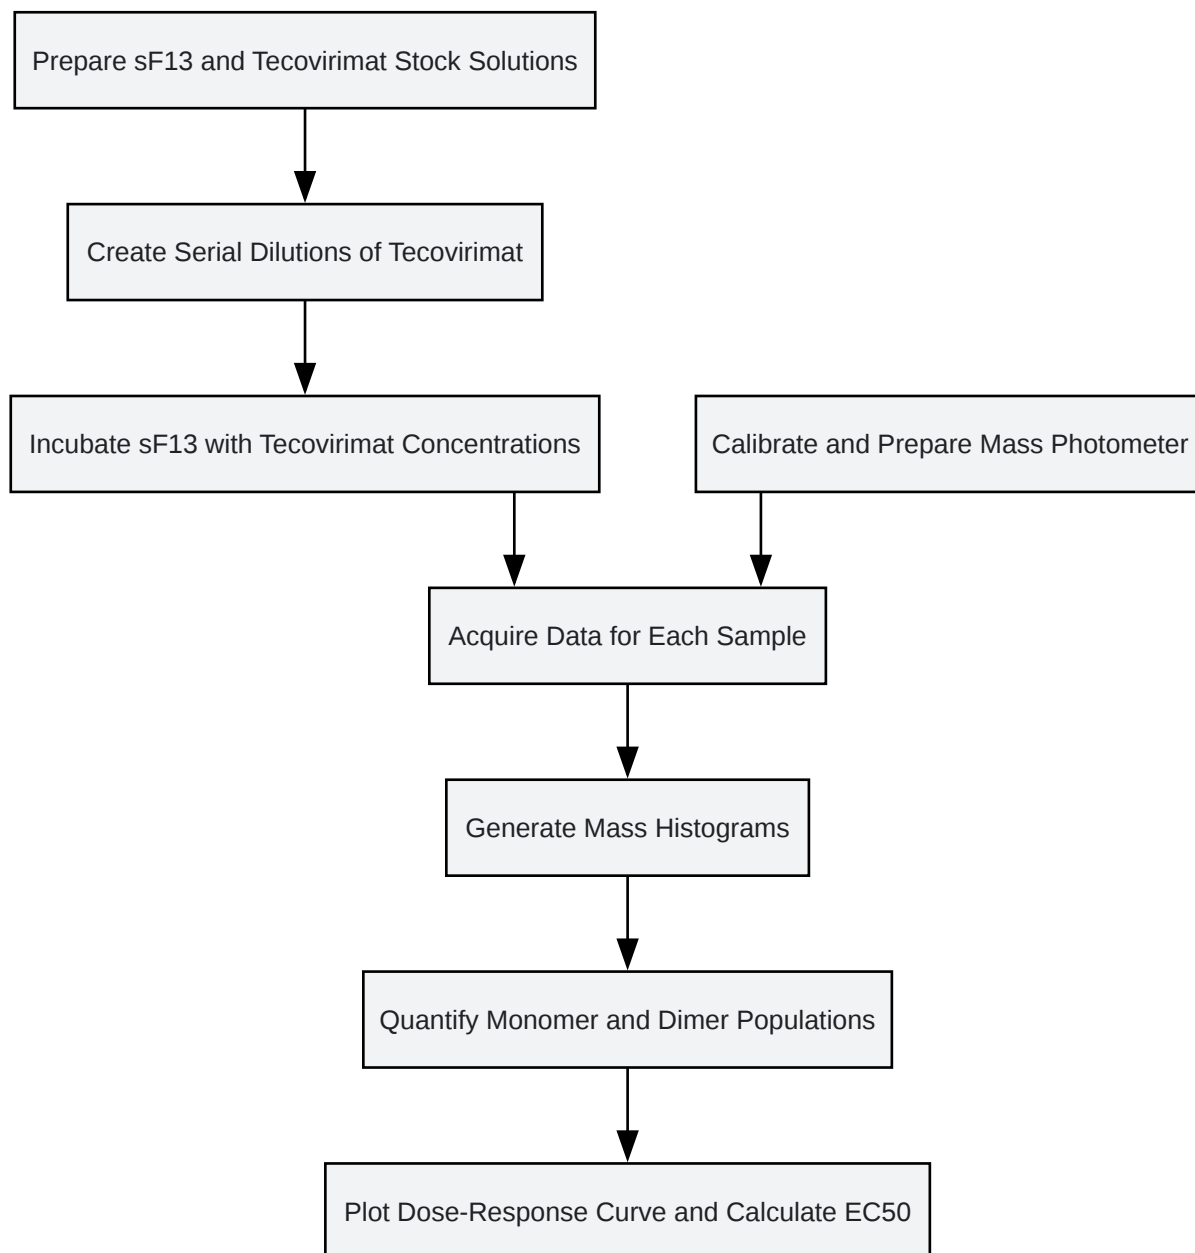 Prepare sF13 and Tecovirimat Stock Solutions
Create Serial Dilutions of Tecovirimat
Incubate sF13 with Tecovirimat Concentrations
Calibrate and Prepare Mass Photometer
Acquire Data for Each Sample
Generate Mass Histograms
Quantify Monomer and Dimer Populations
Plot Dose-Response Curve and Calculate EC50